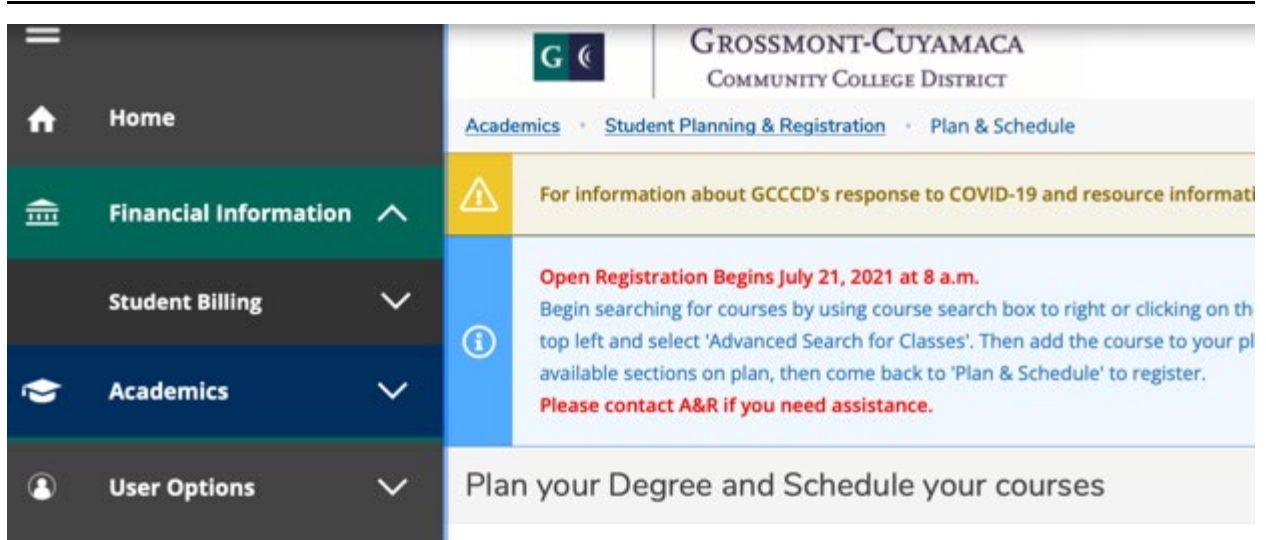 Home
Financial Information
Student Billing
Academics
User Options
G
GROSSMONT-CUYAMACA
COMMUNITY COLLEGE DISTRICT
Academics · Student Planning & Registration · Plan & Schedule
For information about GCCCD's response to COVID-19 and resource
Open Registration Begins July 21, 2021 at 8 a.m.
Begin searching for courses by using course search box to right or clicking on
top left and select 'Advanced Search for Classes'. Then add the course to your
available sections on plan, then come back to 'Plan & Schedule' to register.
Please contact A&R if you need assistance.
Plan your Degree and Schedule your courses